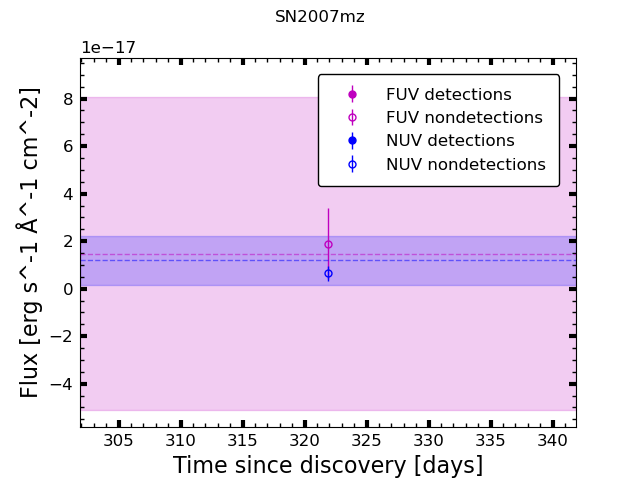 SN2007mz
1e−17
FUV detections
FUV nondetections
NUV detections
NUV nondetections
8
6
4
2
0
−2
−4
Flux [erg s^-1 Å^-1 cm^-2]
305 310 315 320 325 330 335 340
Time since discovery [days]